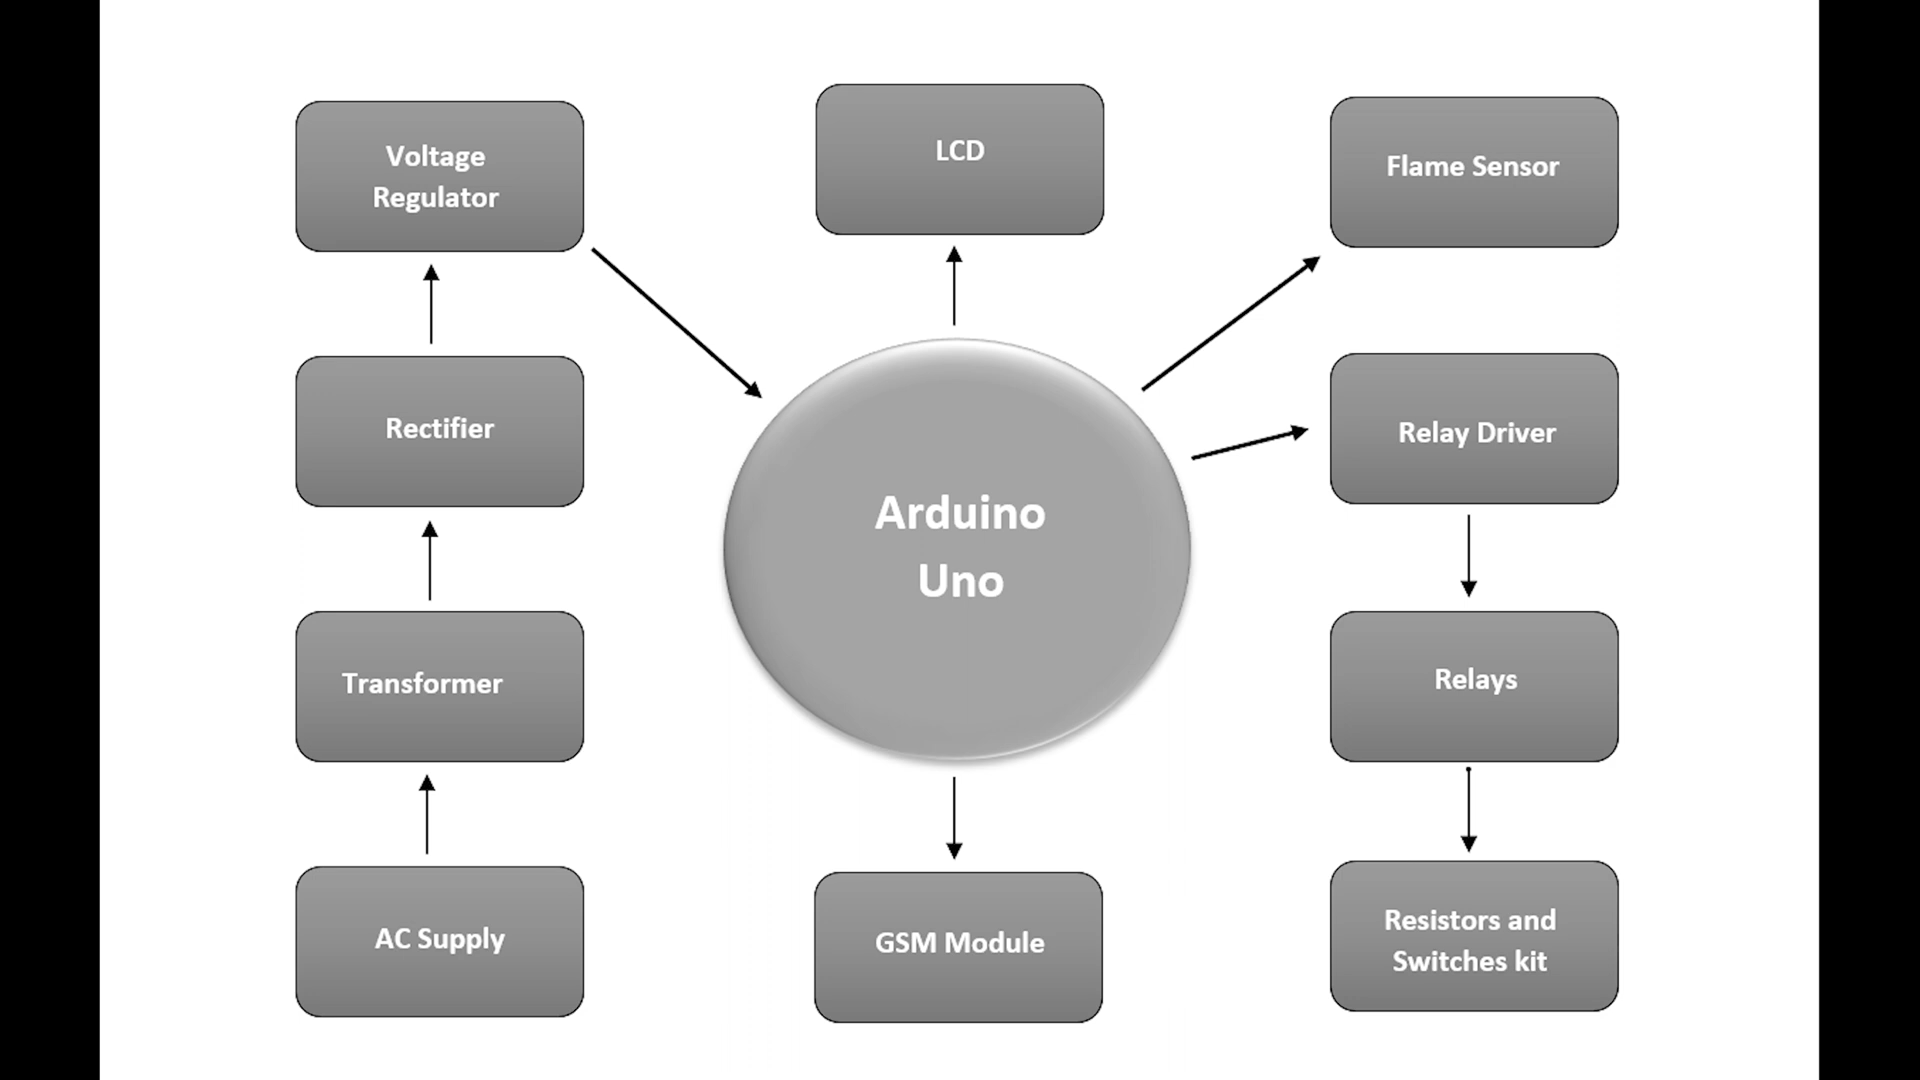 Voltage
Regulator
LCD
Flame Sensor
Rectifier
Relay Driver
Arduino
Uno
Transformer
Relays
AC Supply
GSM Module
Resistors and
Switches kit